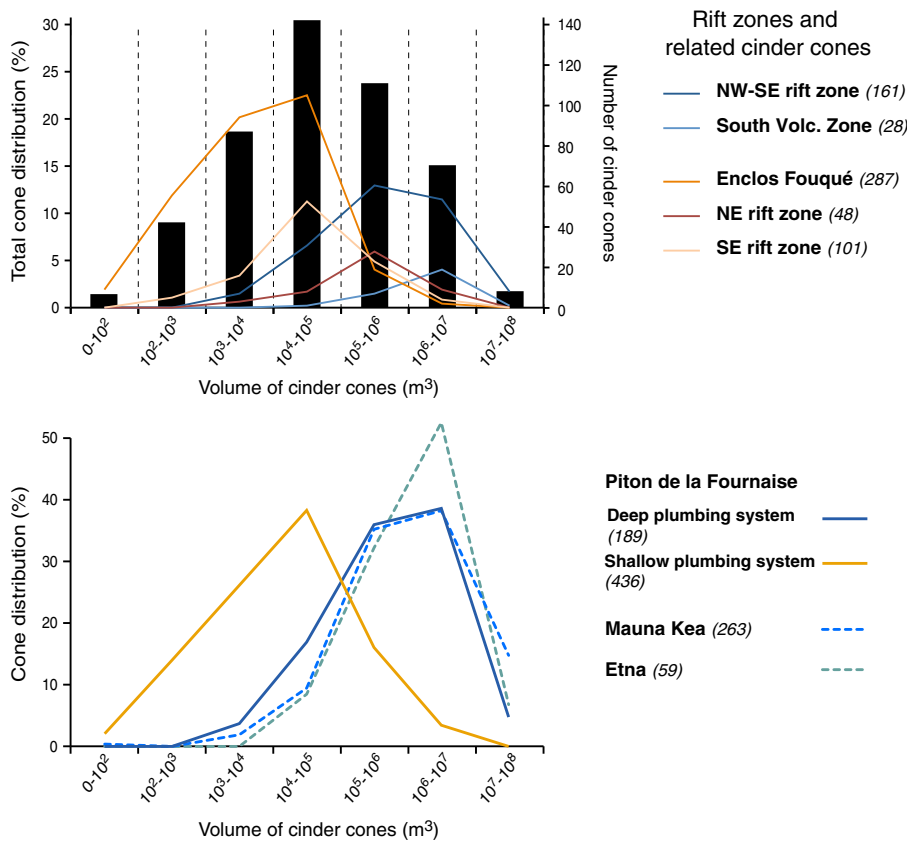 Rift zones and
related cinder cones
NW-SE rift zone (161)
South Volc. Zone (28)
Enclos Fouqué (287)
NE rift zone (48)
SE rift zone (101)
Total cone distribution (%)
30
25
20
15
10
5
0
Number of cinder cones
140
120
100
80
60
40
20
0
0-10²
10²-10³
10³-10⁴
10⁴-10⁵
10⁵-10⁶
10⁶-10⁷
10⁷-10⁸
Volume of cinder cones (m³)
Cone distribution (%)
50
40
30
20
10
0
0-10²
10²-10³
10³-10⁴
10⁴-10⁵
10⁵-10⁶
10⁶-10⁷
10⁷-10⁸
Volume of cinder cones (m³)
Piton de la Fournaise
Deep plumbing system
(189)
Shallow plumbing system
(436)
Mauna Kea (263)
Etna (59)